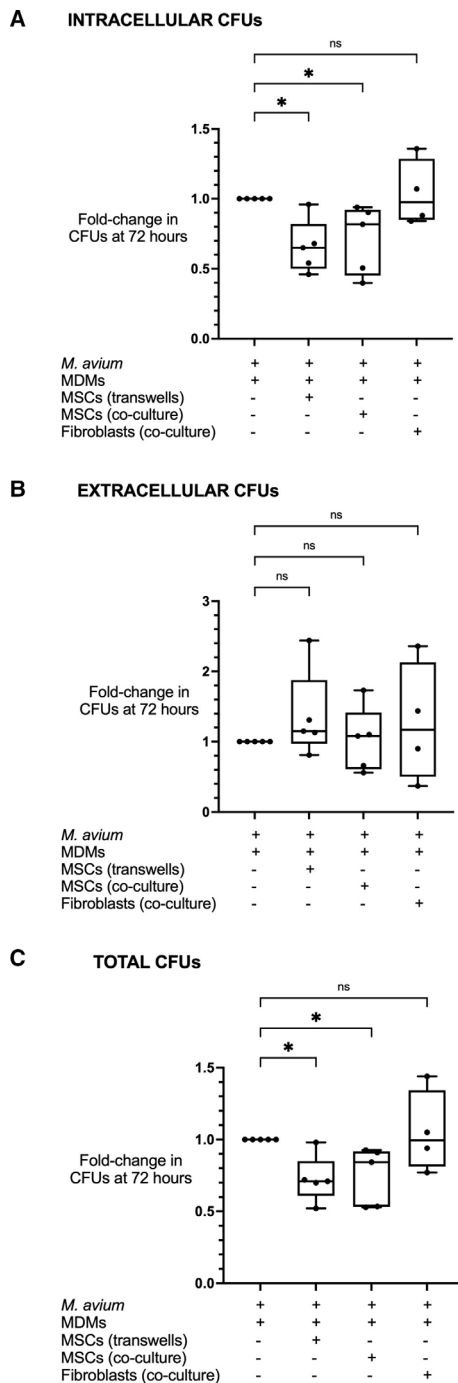 A INTRACELLULAR CFUs
ns
*
*
1.5
1.0
Fold-change in
CFUs at 72 hours
0.5
0.0
M. avium + + + +
MDMs + + + +
MSCs (transwells) - + - -
MSCs (co-culture) - - + -
Fibroblasts (co-culture) - - - +
B EXTRACELLULAR CFUs
ns
ns
ns
3
2
Fold-change in
CFUs at 72 hours
1
0
M. avium + + + +
MDMs + + + +
MSCs (transwells) - + - -
MSCs (co-culture) - - + -
Fibroblasts (co-culture) - - - +
C TOTAL CFUs
ns
*
*
1.5
1.0
Fold-change in
CFUs at 72 hours
0.5
0.0
M. avium + + + +
MDMs + + + +
MSCs (transwells) - + - -
MSCs (co-culture) - - + -
Fibroblasts (co-culture) - - - +